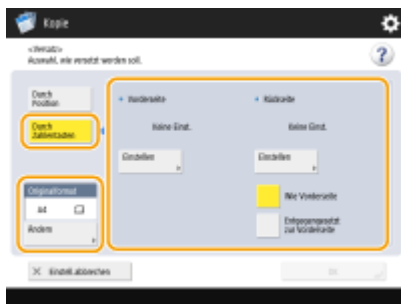 Kopie
<Versatz>
Auswahl, wie versetzt werden soll.
Durch
Position
Durch
Zahlentasten
Vorderseite
Rückseite
Keine Einst.
Keine Einst.
Einstellen
Einstellen
Originalformat
A4
Ändern
Wie Vorderseite
Entgegengesetzt
zur Vorderseite
Einstell. abbrechen
OK